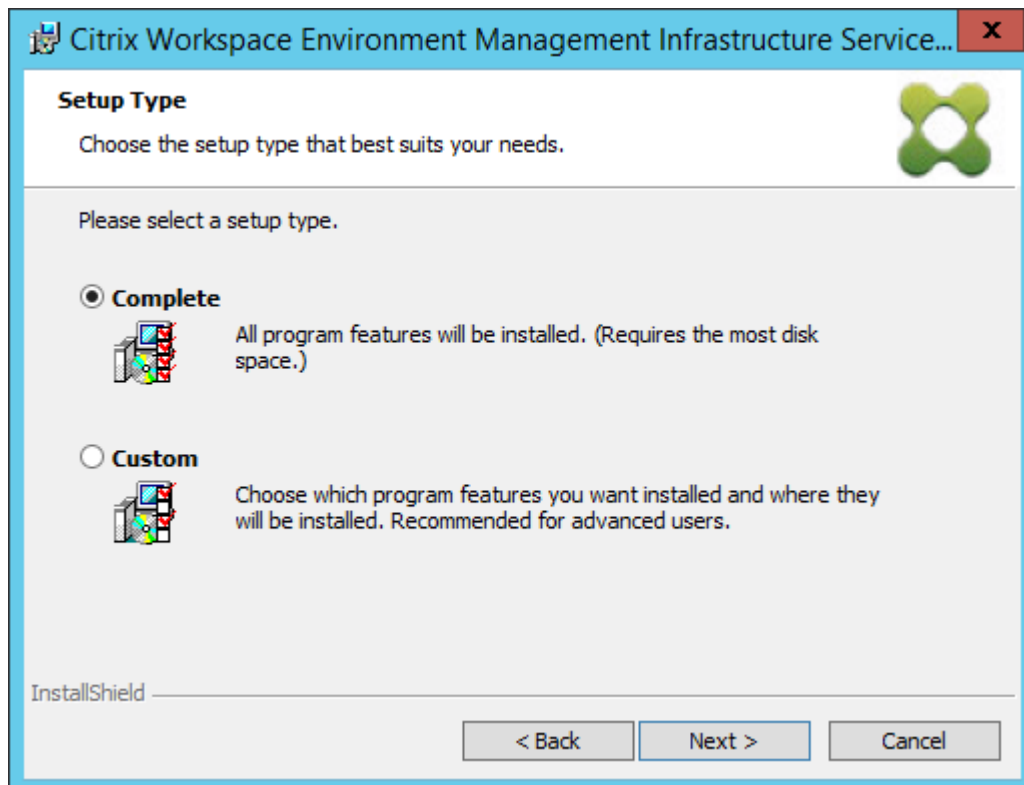 Citrix Workspace Environment Management Infrastructure Service...
Setup Type
Choose the setup type that best suits your needs.
Please select a setup type.
Complete
All program features will be installed. (Requires the most disk
space.)
Custom
Choose which program features you want installed and where they
will be installed. Recommended for advanced users.
InstallShield
< Back
Next >
Cancel